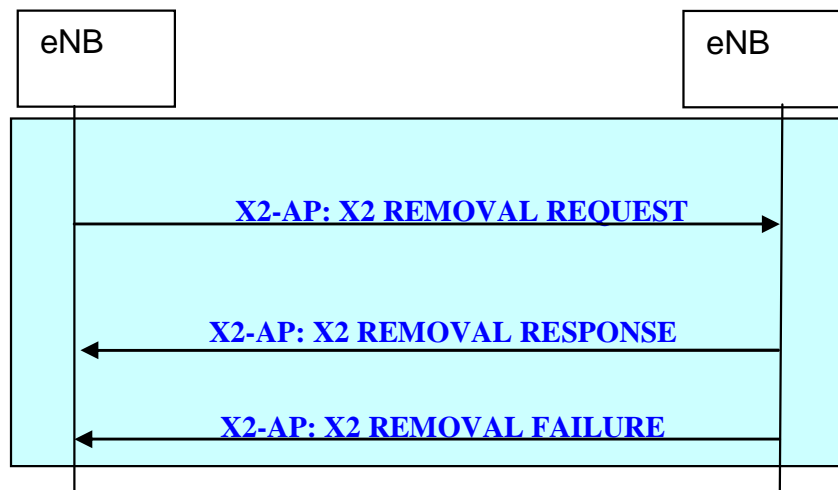 eNB
eNB
X2-AP: X2 REMOVAL REQUEST
X2-AP: X2 REMOVAL RESPONSE
X2-AP: X2 REMOVAL FAILURE